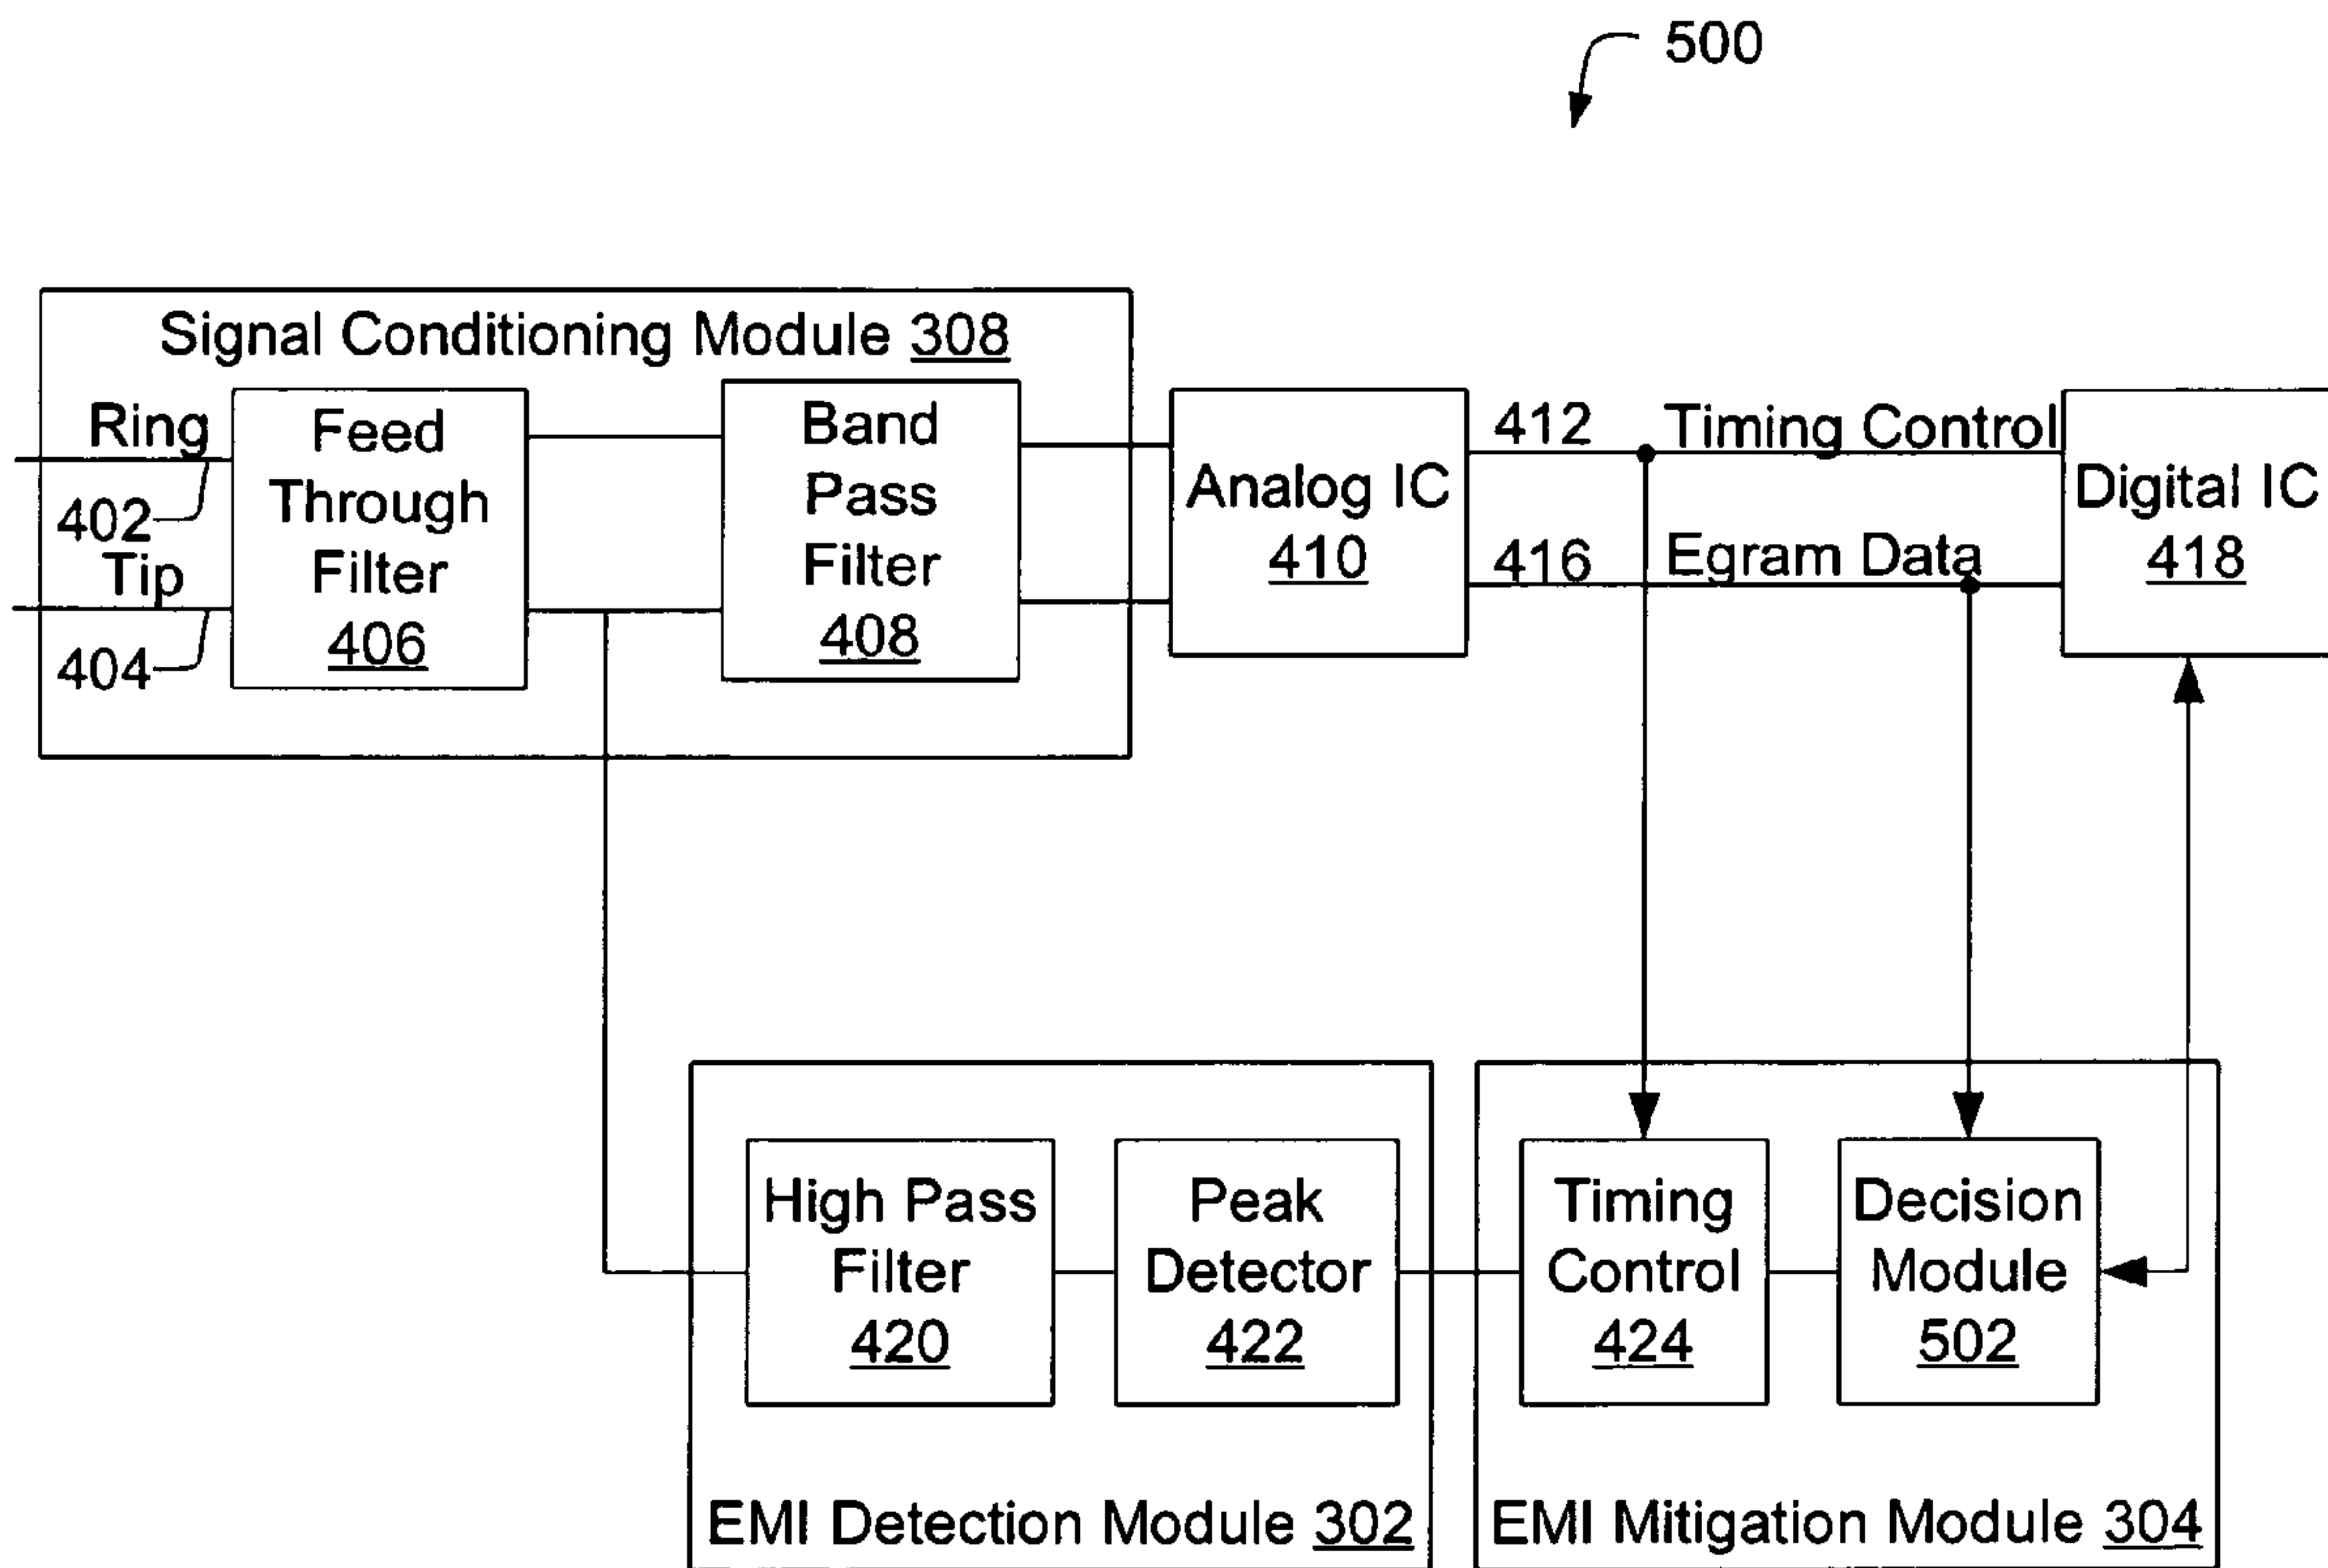 500
Signal Conditioning Module 308
Ring
402
Tip
404
Feed
Through
Filter
406
Band
Pass
Filter
408
Analog IC
410
412
Timing Control
416
Egram Data
Digital IC
418
High Pass
Filter
420
Peak
Detector
422
EMI Detection Module 302
Timing
Control
424
Decision
Module
502
EMI Mitigation Module 304